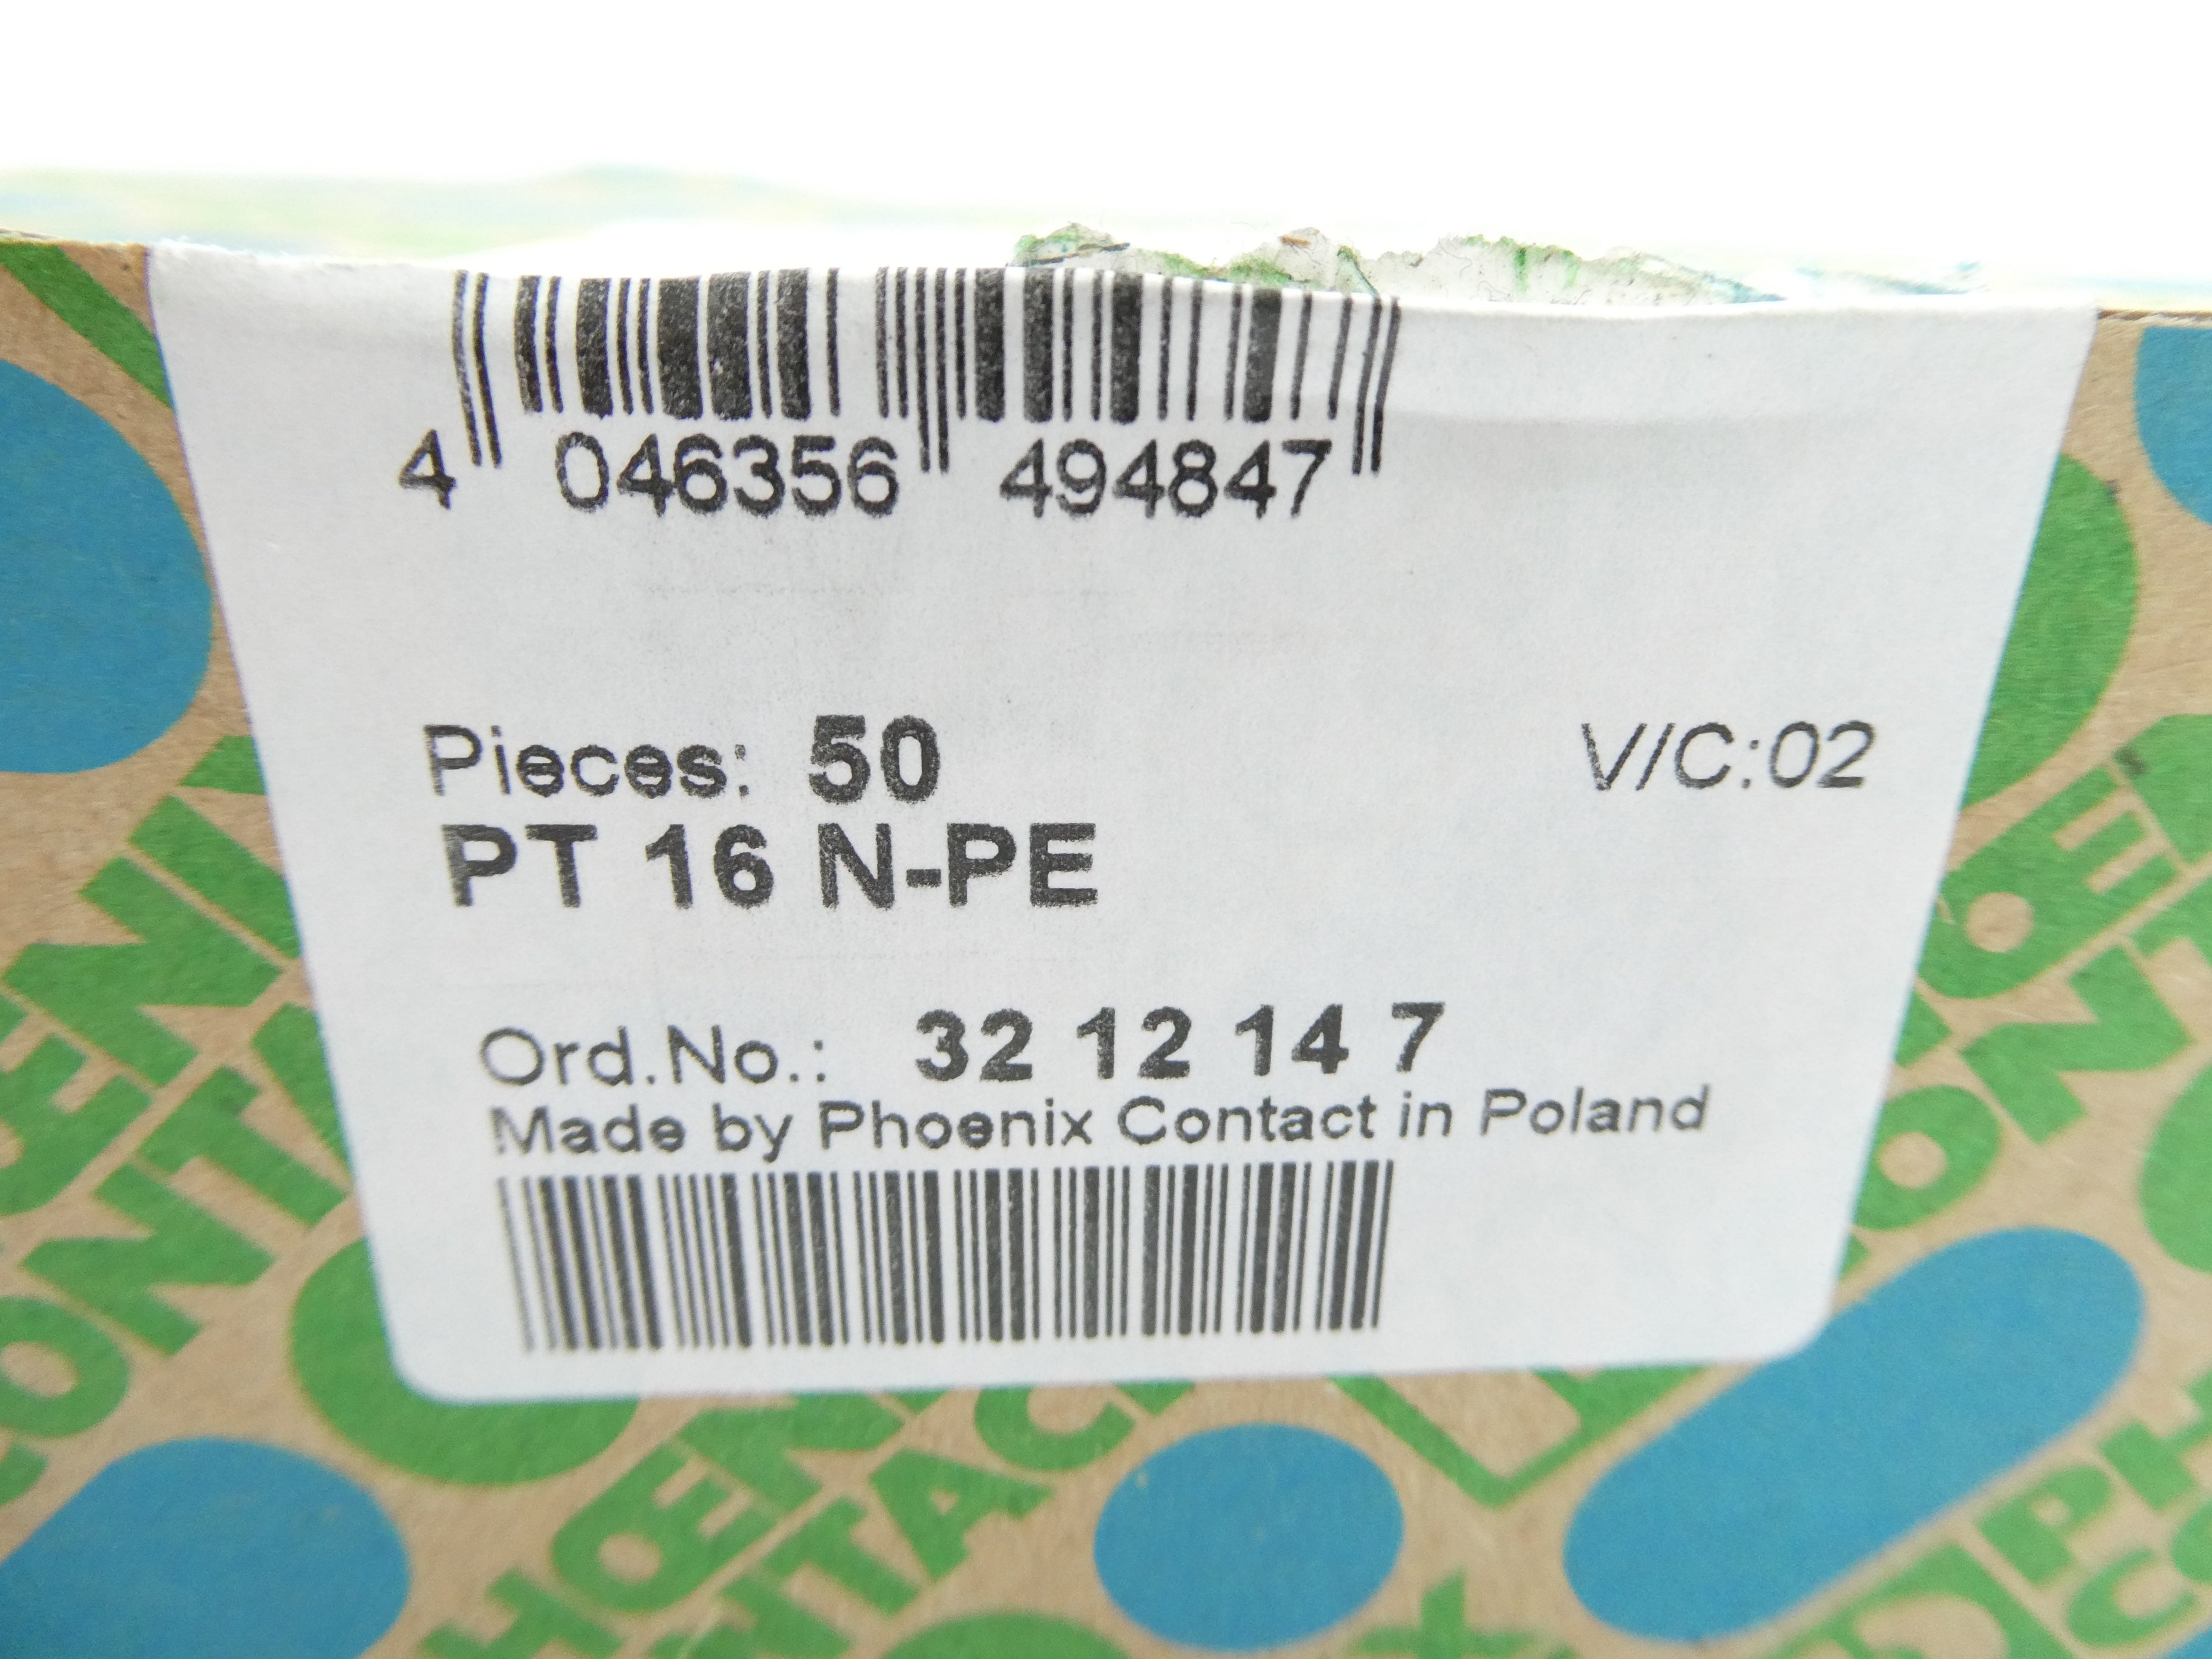 4 046356 494847
Pieces: 50 V/C:02
PT 16 N-PE
Ord.No.: 32 12 14 7
Made by Phoenix Contact in Poland